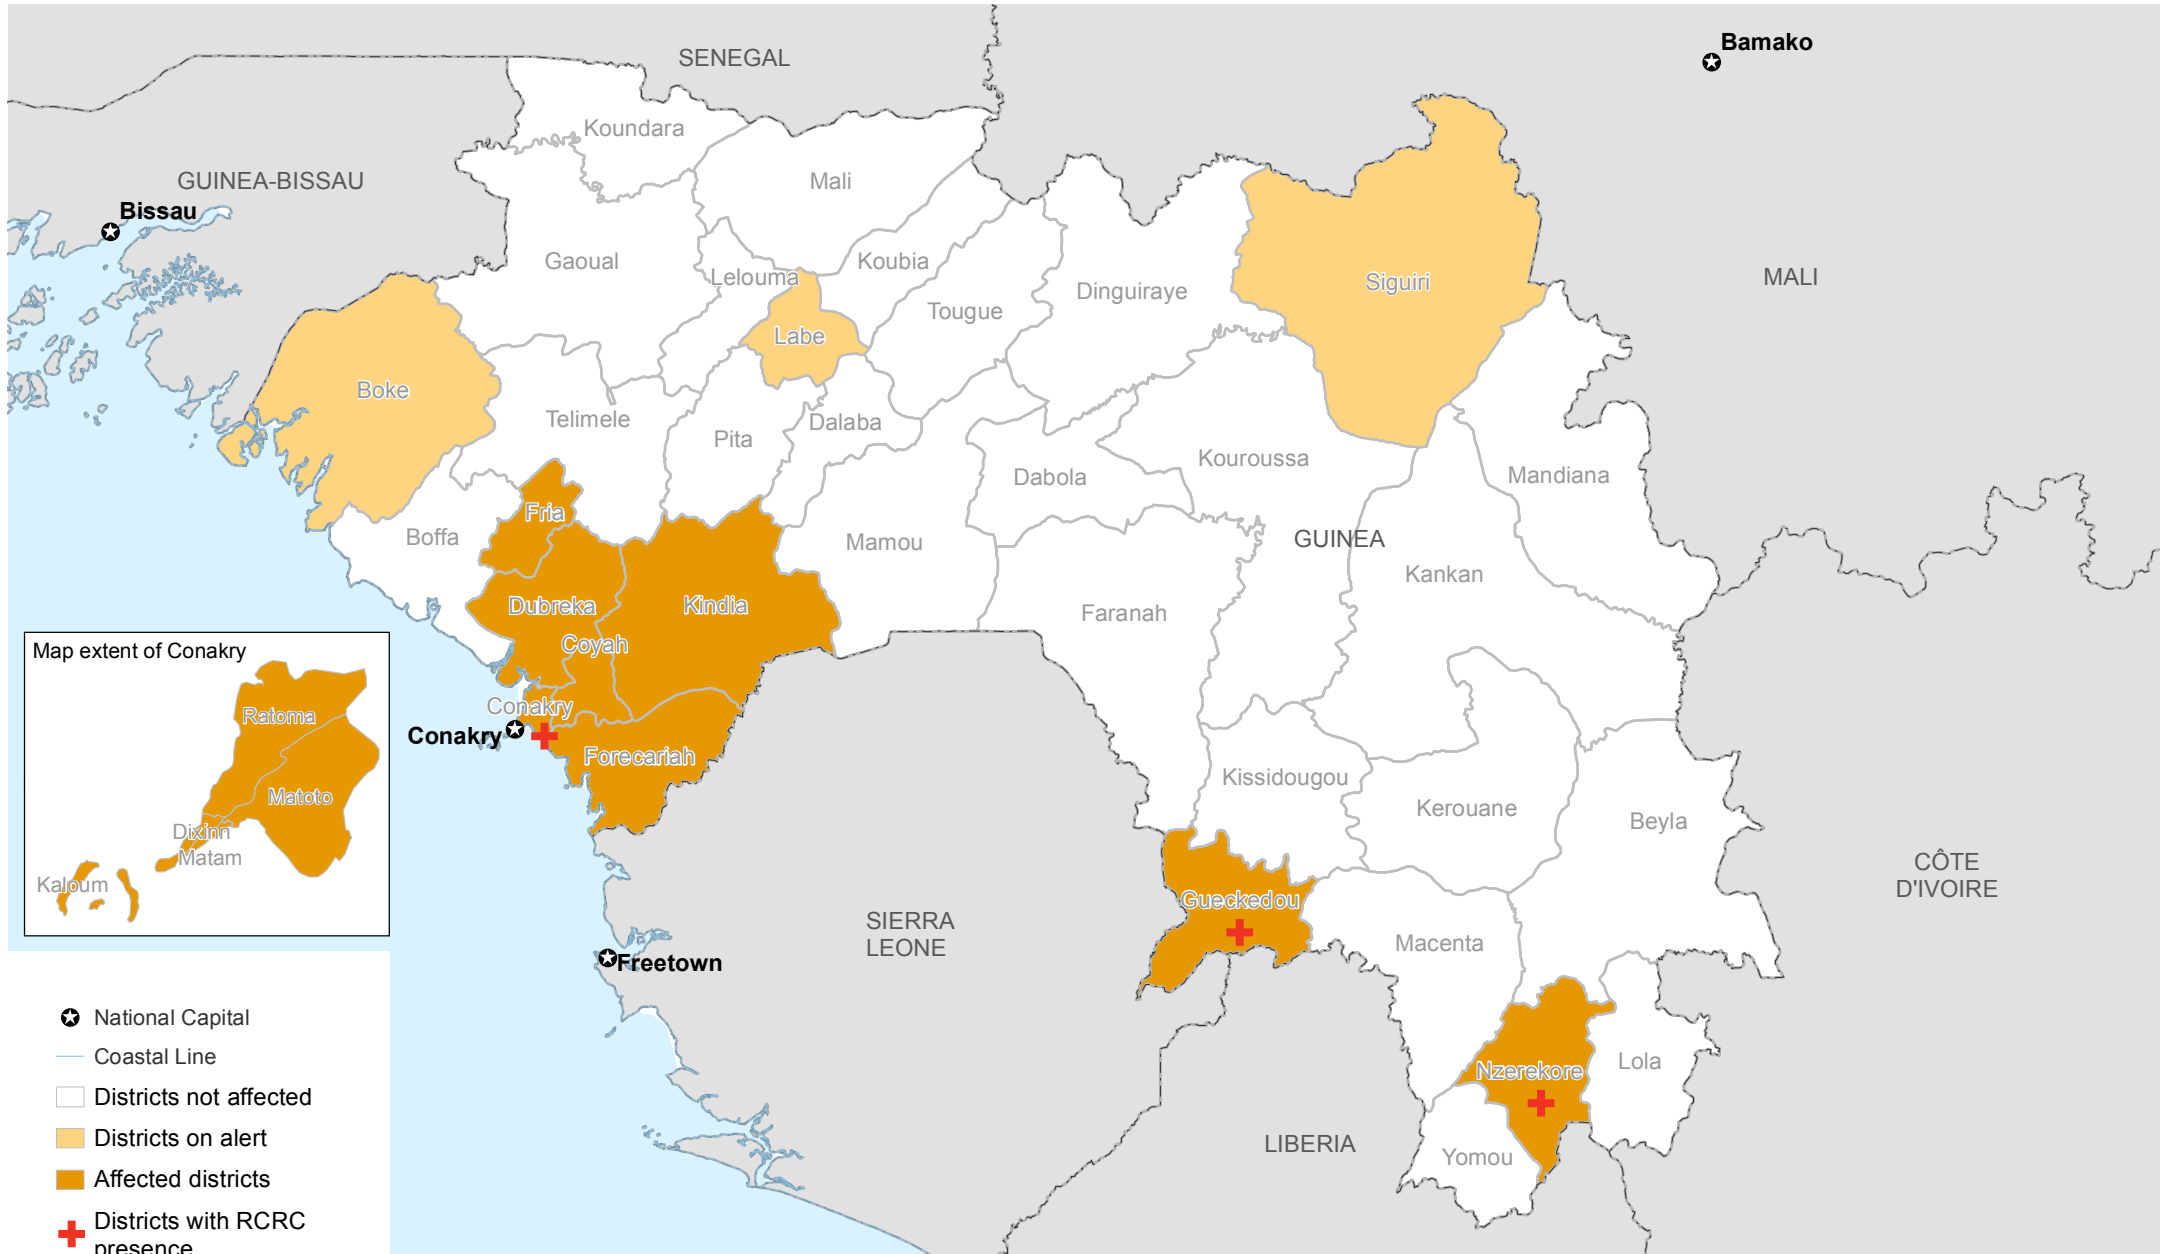 SENEGAL
Bamako
Koundara
Mali
GUINEA-BISSAU
Bissau
Gaoual
Lelouma
Koubia
Tougue
Dinguiraye
Siguiri
MALI
Labe
Boke
Telimele
Pita
Dalaba
Dabola
Kouroussa
Mandiana
Fria
Boffa
Mamou
GUINEA
Kankan
Dubreka
Kindia
Faranah
Coyah
Map extent of Conakry
Ratoma
Matoto
Dixinn
Matam
Kaloum
Conakry
Conakry
Forecariah
Kissidougou
Kerouane
Beyla
CÔTE
D'IVOIRE
Gueckedou
SIERRA
LEONE
Macenta
Freetown
Nzerekore
Lola
LIBERIA
Yomou
National Capital
Coastal Line
Districts not affected
Districts on alert
Affected districts
Districts with RCRC
presence